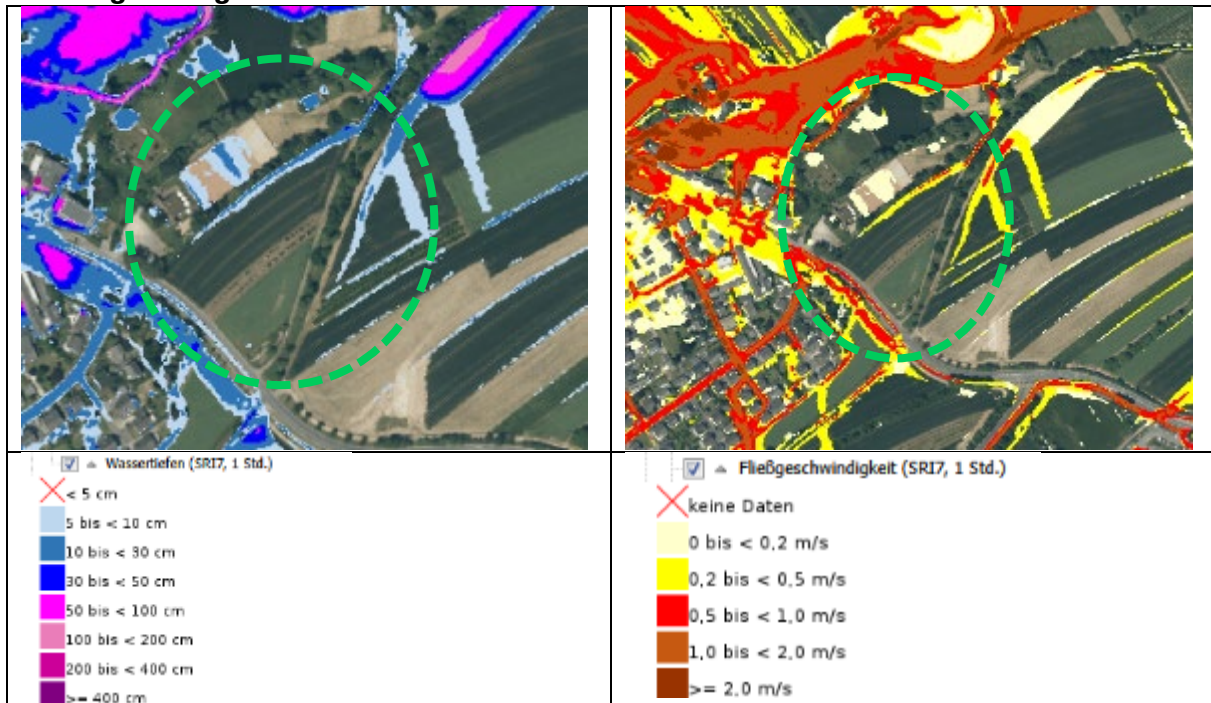 Wassertiefen (SRI7, 1 Std.)
< 5 cm
5 bis < 10 cm
10 bis < 30 cm
30 bis < 50 cm
50 bis < 100 cm
100 bis < 200 cm
200 bis < 400 cm
>= 400 cm
Fließgeschwindigkeit (SRI7, 1 Std.)
keine Daten
0 bis < 0,2 m/s
0,2 bis < 0,5 m/s
0,5 bis < 1,0 m/s
1,0 bis < 2,0 m/s
>= 2,0 m/s